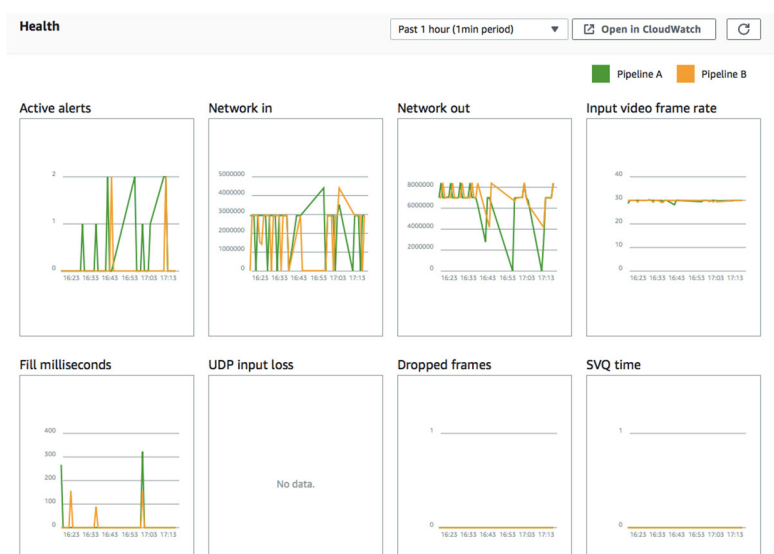 Health
Past 1 hour (1min period)
Open in CloudWatch
Pipeline A Pipeline B
Active alerts
2
1
0
16:23 16:33 16:43 16:53 17:03 17:13
Network in
5000000
4000000
3000000
2000000
1000000
0
16:23 16:33 16:43 16:53 17:03 17:13
Network out
8000000
6000000
4000000
2000000
0
16:23 16:33 16:43 16:53 17:03 17:13
Input video frame rate
40
30
20
10
0
16:23 16:33 16:43 16:53 17:03 17:13
Fill milliseconds
400
300
200
100
0
16:23 16:33 16:43 16:53 17:03 17:13
UDP input loss
No data.
Dropped frames
1
0
16:23 16:33 16:43 16:53 17:03 17:13
SVQ time
1
0
16:23 16:33 16:43 16:53 17:03 17:13